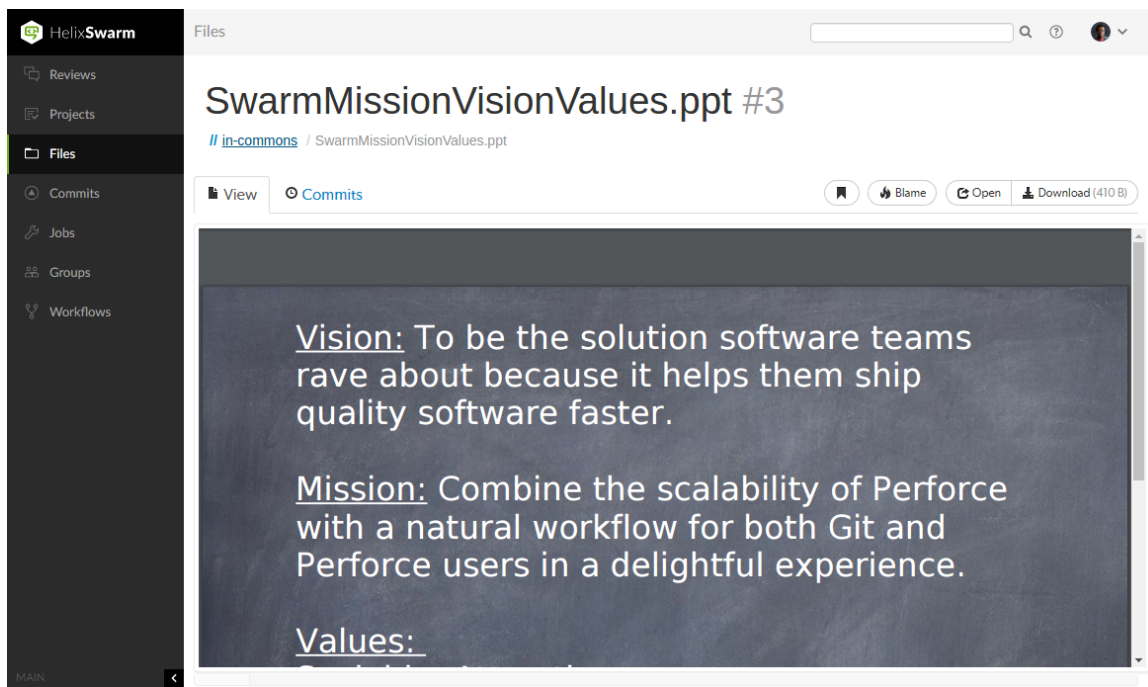 HelixSwarm
Files
Reviews
Projects
Files
Commits
Jobs
Groups
Workflows
MAIN
SwarmMissionVisionValues.ppt #3
// in-commons / SwarmMissionVisionValues.ppt
View
Commits
Blame
Open
Download (410 B)
Vision: To be the solution software teams
rave about because it helps them ship
quality software faster.
Mission: Combine the scalability of Perforce
with a natural workflow for both Git and
Perforce users in a delightful experience.
Values: